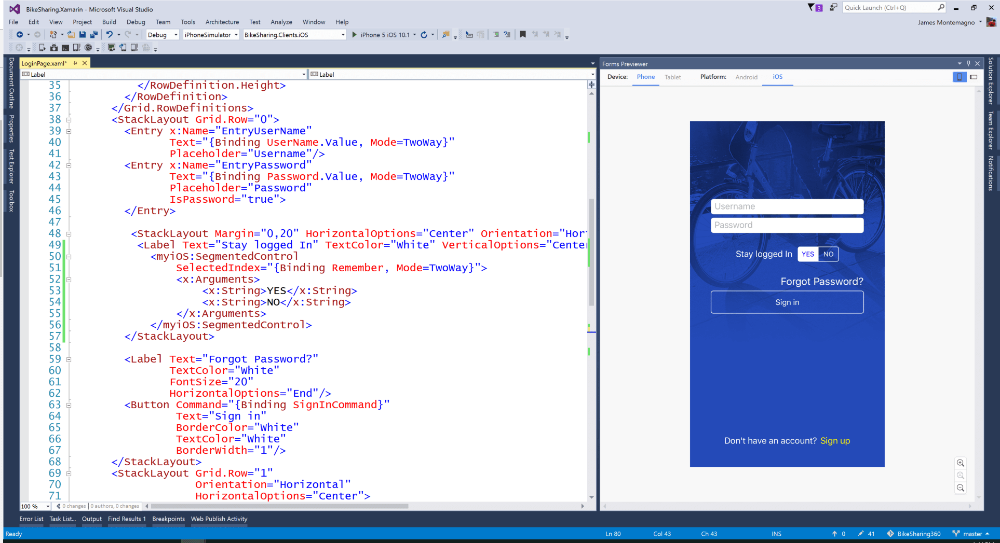 BikeSharing.Xamarin - Microsoft Visual Studio
3
Quick Launch (Ctrl+Q)
File Edit View Project Build Debug Team Tools Architecture Test Analyze Window Help
James Montemagno
Debug iPhoneSimulator BikeSharing.Clients.iOS iPhone 5 iOS 10.1
Document Outline
Properties
Test Explorer
Toolbox
LoginPage.xaml*
Label
Label
35 </RowDefinition.Height>
36 </RowDefinition>
37 </Grid.RowDefinitions>
38 <StackLayout Grid.Row="0">
39 <Entry x:Name="EntryUserName"
40 Text="{Binding UserName.Value, Mode=TwoWay}"
41 Placeholder="Username"/>
42 <Entry x:Name="EntryPassword"
43 Text="{Binding Password.Value, Mode=TwoWay}"
44 Placeholder="Password"
45 IsPassword="true">
46 </Entry>
47
48 <StackLayout Margin="0,20" HorizontalOptions="Center" Orientation="Hor
49 <Label Text="Stay logged In" TextColor="White" VerticalOptions="Center
50 <myiOS:SegmentedControl
51 SelectedIndex="{Binding Remember, Mode=TwoWay}">
52 <x:Arguments>
53 <x:String>YES</x:String>
54 <x:String>NO</x:String>
55 </x:Arguments>
56 </myiOS:SegmentedControl>
57 </StackLayout>
58
59 <Label Text="Forgot Password?"
60 TextColor="White"
61 FontSize="20"
62 HorizontalOptions="End"/>
63 <Button Command="{Binding SignInCommand}"
64 Text="Sign in"
65 BorderColor="White"
66 TextColor="White"
67 BorderWidth="1"/>
68 </StackLayout>
69 <StackLayout Grid.Row="1"
70 Orientation="Horizontal"
71 HorizontalOptions="Center">
100 % 0 changes | 0 authors, 0 changes
Forms Previewer
Device: Phone Tablet Platform: Android iOS
Username
Password
Stay logged In YES NO
Forgot Password?
Sign in
Don't have an account? Sign up
Solution Explorer
Team Explorer
Notifications
Error List Task List... Output Find Results 1 Breakpoints Web Publish Activity
Ready Ln 80 Col 43 Ch 43 INS 0 41 BikeSharing360 master